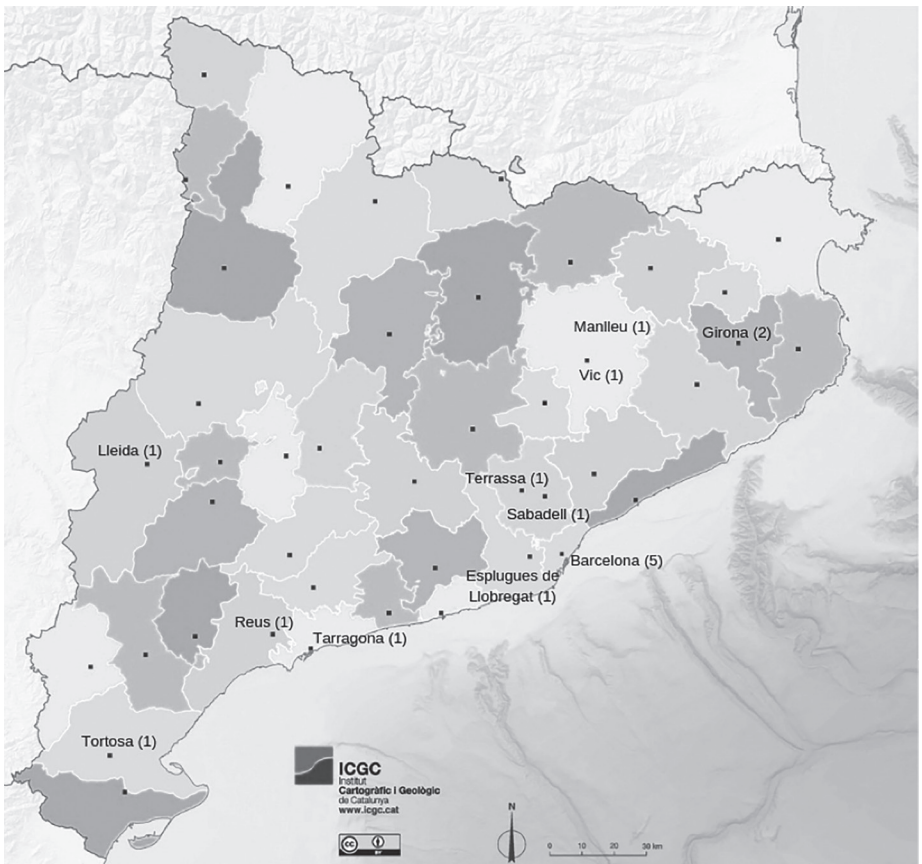 Manlleu (1)
Girona (2)
Vic (1)
Lleida (1)
Terrassa (1)
Sabadell (1)
Barcelona (5)
Esplugues de
Llobregat (1)
Reus (1)
Tarragona (1)
Tortosa (1)
ICGC
Institut
Cartogràfic i Geològic
de Catalunya
www.icgc.cat
cc
BY
N
0 10 20 30 km